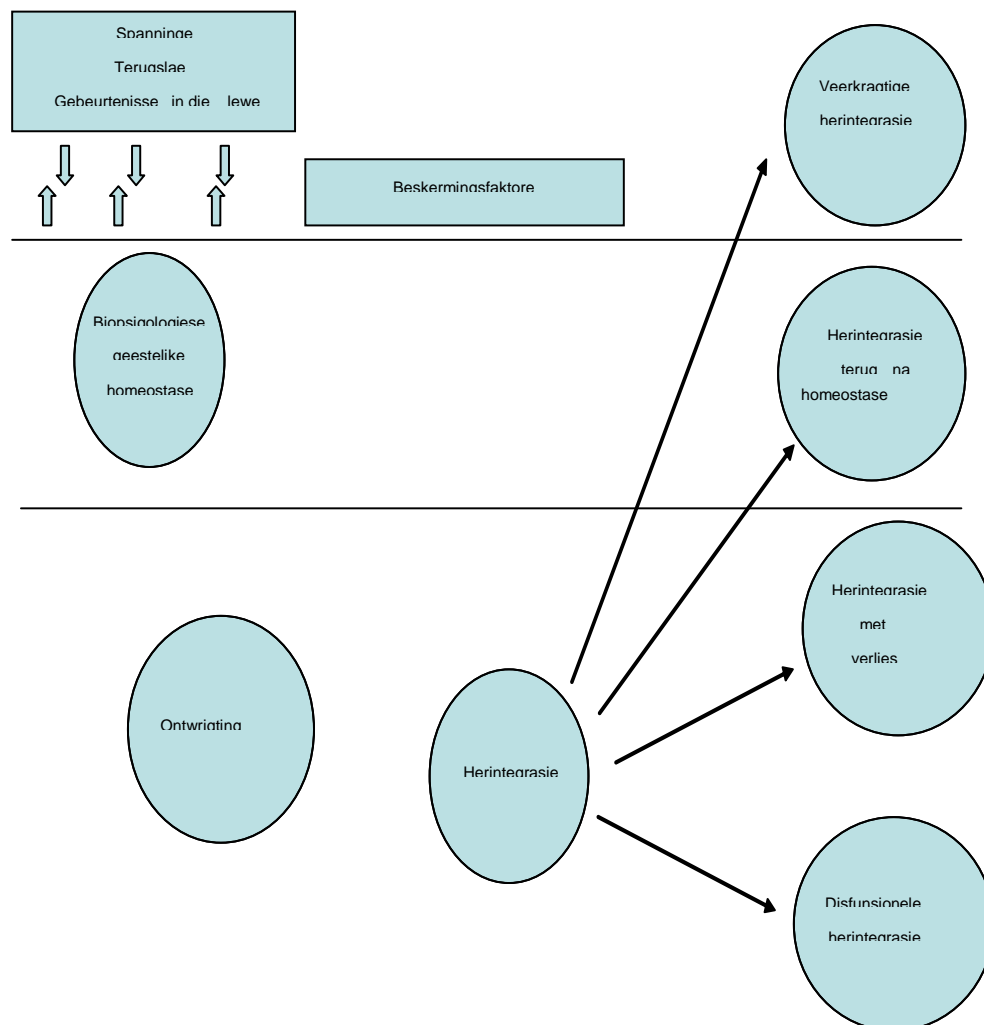 Spanninge
Terugslae
Gebeurtenisse in die lewe
Beskermingsfaktore
Veerkragtige
herintegrasie
Biopsigologiese
geestelike
homeostase
Herintegrasie
terug na
homeostase
Herintegrasie
met
verlies
Ontwrigting
Herintegrasie
Disfunsionele
herintegrasie